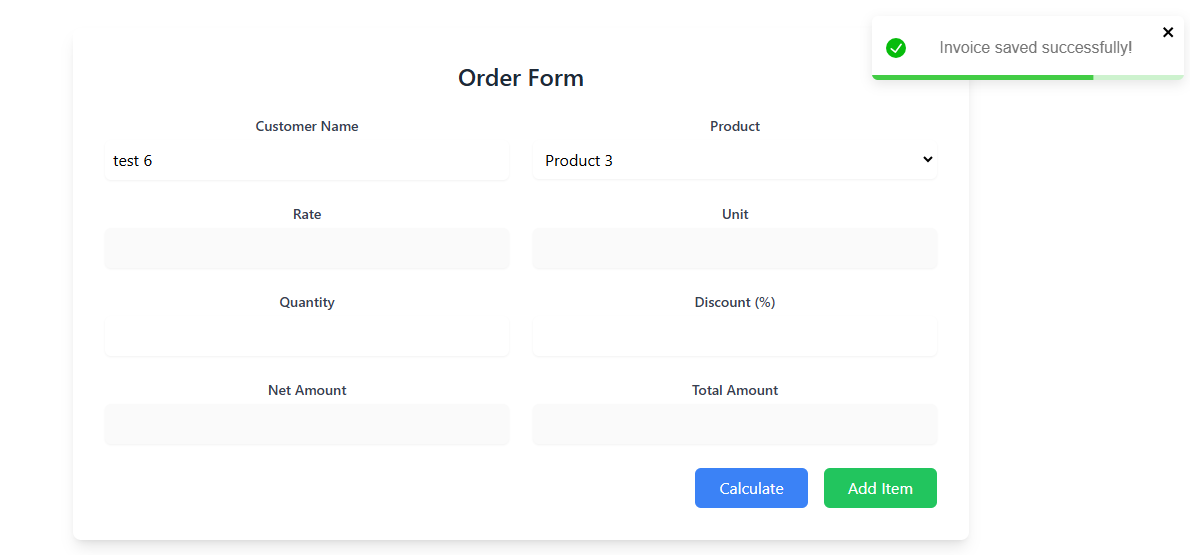 Invoice saved successfully!
Order Form
Customer Name
Product
test 6
Product 3
Rate
Unit
Quantity
Discount (%)
Net Amount
Total Amount
Calculate
Add Item